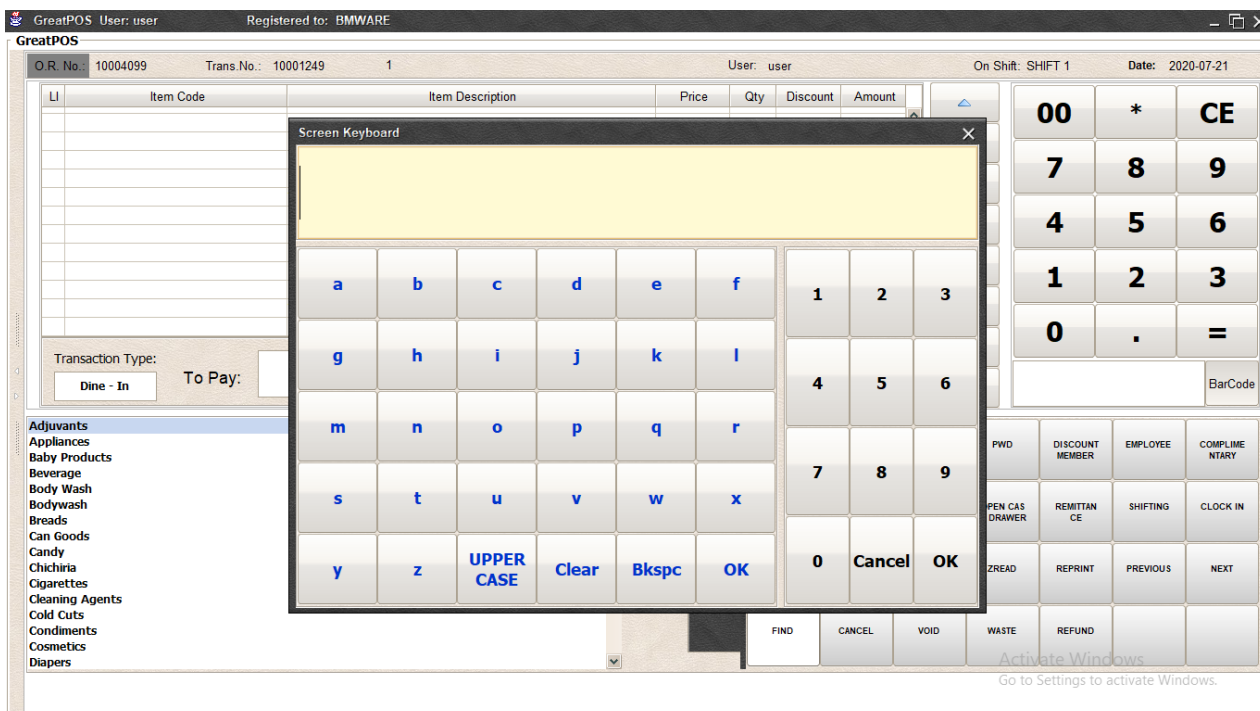 GreatPOS User: user Registered to: BMWARE
GreatPOS
O.R. No.: 10004099 Trans.No.: 10001249 1 User: user On Shift: SHIFT 1 Date: 2020-07-21
LI Item Code Item Description Price Qty Discount Amount
00 * CE
7 8 9
4 5 6
1 2 3
0 . =
BarCode
Screen Keyboard
a b c d e f
g h i j k l
m n o p q r
s t u v w x
y z UPPER CASE Clear Bkspc OK
1 2 3
4 5 6
7 8 9
0 Cancel OK
Transaction Type:
Dine - In
To Pay:
Adjuvants
Appliances
Baby Products
Beverage
Body Wash
Bodywash
Breads
Can Goods
Candy
Chichiria
Cigarettes
Cleaning Agents
Cold Cuts
Condiments
Cosmetics
Diapers
PWD DISCOUNT MEMBER EMPLOYEE COMPLIME NTARY
DRAWER REMITTAN CE SHIFTING CLOCK IN
ZREAD REPRINT PREVIOUS NEXT
FIND CANCEL VOID WASTE REFUND
Activate Windows
Go to Settings to activate Windows.